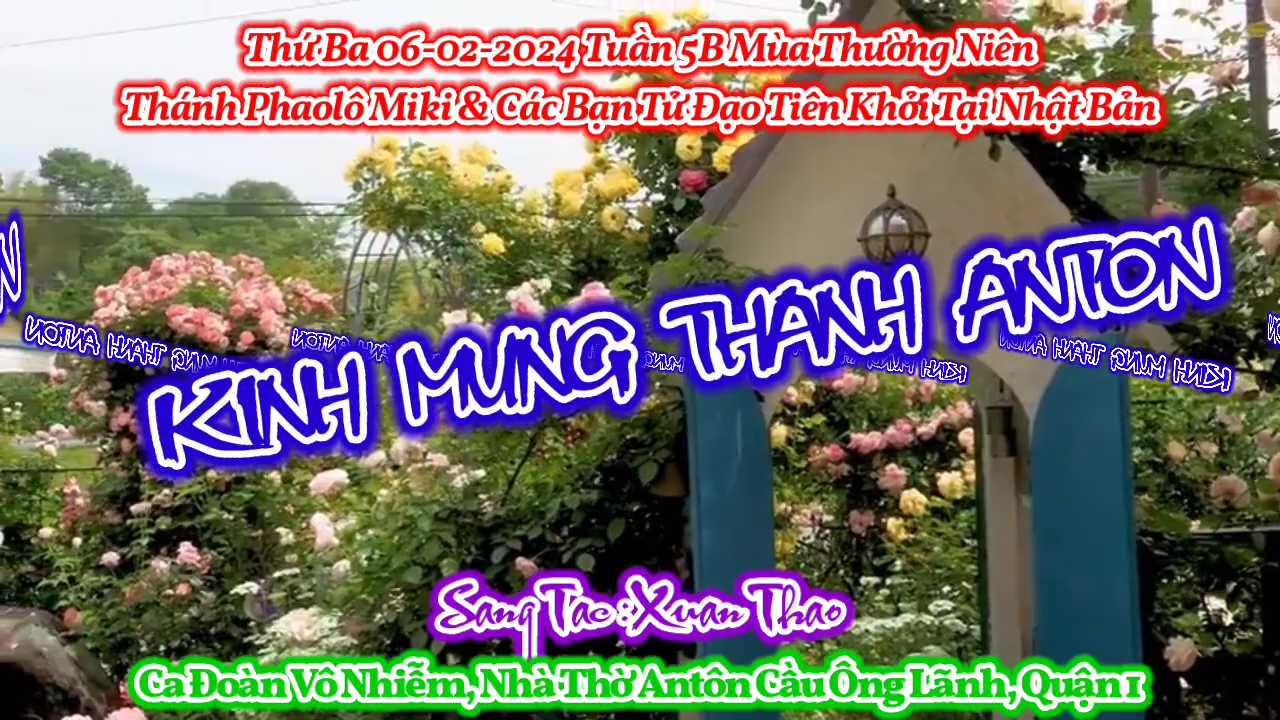 Thứ Ba 06-02-2024 Tuần 5B Mùa Thường Niên
Thánh Phaolô Miki & Các Bạn Tử Đạo Tiên Khởi Tại Nhật Bản
KINH MUNG THANH ANTON
Sang Tac : Xuan Thao
Ca Đoàn Vô Nhiễm, Nhà Thờ Antôn Cầu Ông Lãnh, Quận 1